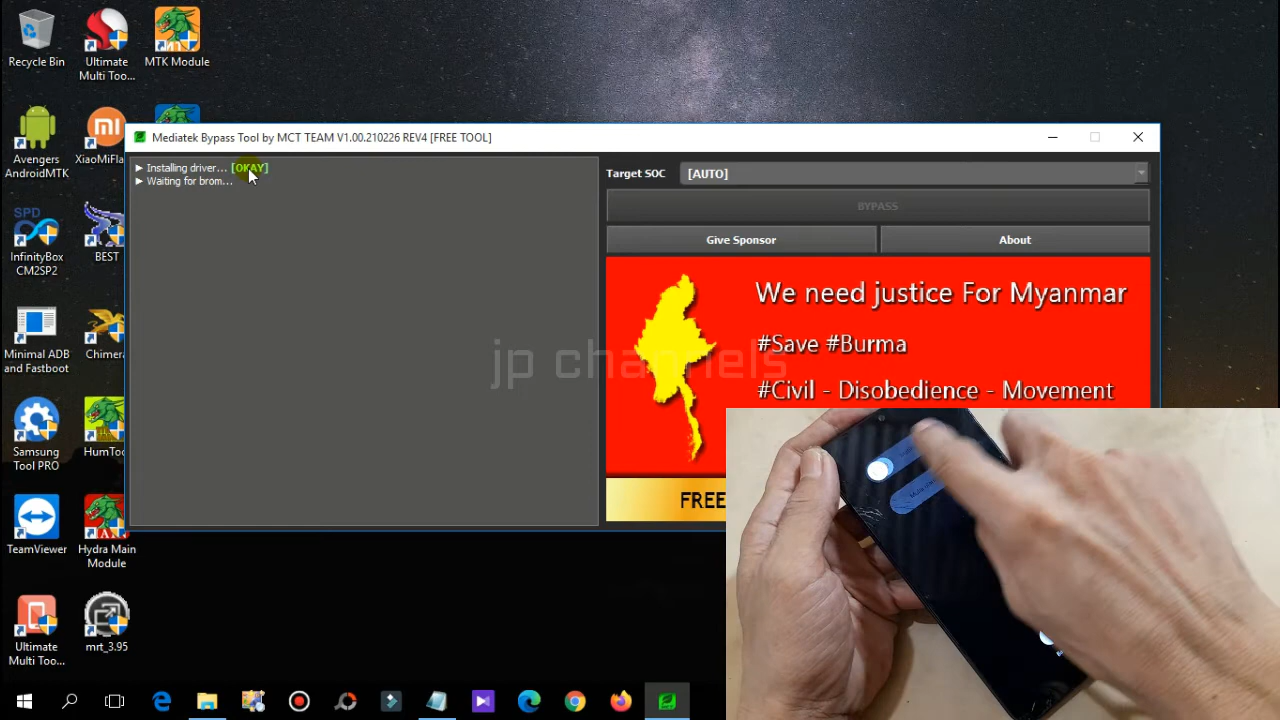 Recycle Bin
Ultimate
Multi Too...
MTK Module
Avengers
AndroidMTK
XiaoMiFla
InfinityBox
CM2SP2
BEST
Minimal ADB
and Fastboot
Chimera
Samsung
Tool PRO
HumTo
TeamViewer
Hydra Main
Module
Ultimate
Multi Too...
mrt_3.95
Mediatek Bypass Tool by MCT TEAM V1.00.210226 REV4 [FREE TOOL]
Installing driver... [OKAY]
Waiting for brom...
Target SOC
[AUTO]
BYPASS
Give Sponsor
About
We need justice For Myanmar
#Save #Burma
#Civil - Disobedience - Movement
FREE
jp channels
SPD